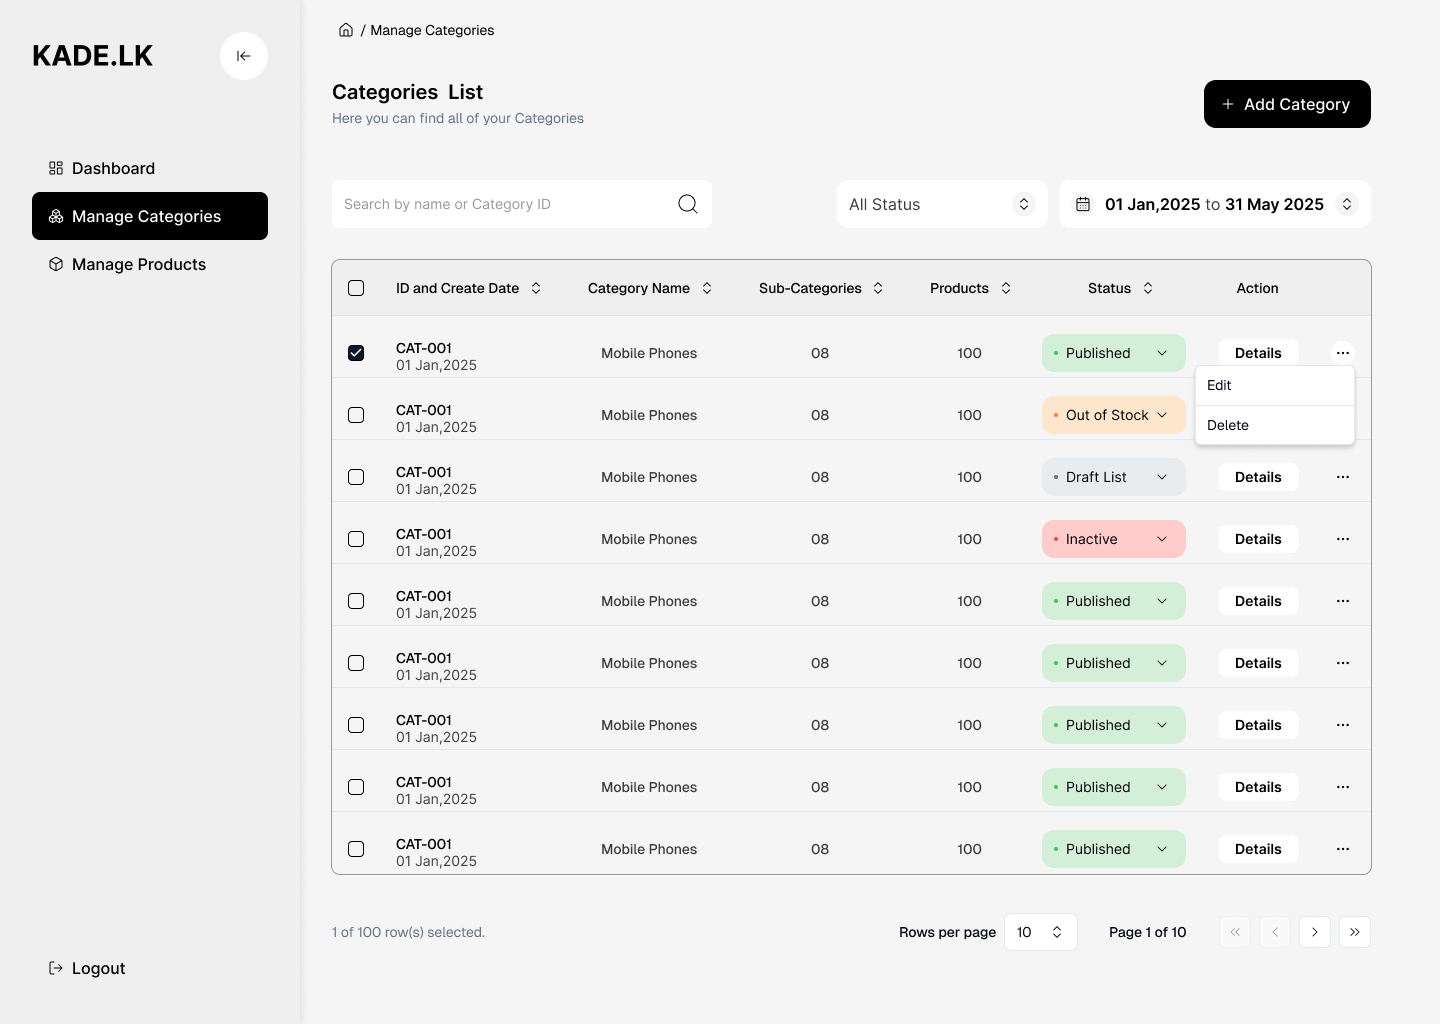 KADE.LK
/ Manage Categories
Categories List
Here you can find all of your Categories
+ Add Category
Dashboard
Manage Categories
Manage Products
Search by name or Category ID
All Status
01 Jan,2025 to 31 May 2025
ID and Create Date Category Name Sub-Categories Products Status Action
CAT-001
01 Jan,2025
Mobile Phones 08 100 Published Details ...
Edit
Delete
CAT-001
01 Jan,2025
Mobile Phones 08 100 Out of Stock
CAT-001
01 Jan,2025
Mobile Phones 08 100 Draft List Details ...
CAT-001
01 Jan,2025
Mobile Phones 08 100 Inactive Details ...
CAT-001
01 Jan,2025
Mobile Phones 08 100 Published Details ...
CAT-001
01 Jan,2025
Mobile Phones 08 100 Published Details ...
CAT-001
01 Jan,2025
Mobile Phones 08 100 Published Details ...
CAT-001
01 Jan,2025
Mobile Phones 08 100 Published Details ...
CAT-001
01 Jan,2025
Mobile Phones 08 100 Published Details ...
1 of 100 row(s) selected.
Rows per page 10
Page 1 of 10
Logout